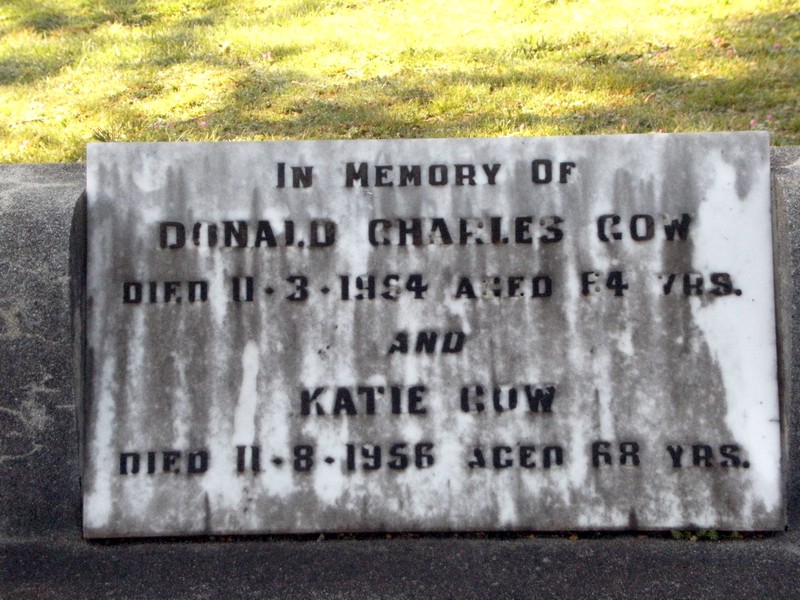 IN MEMORY OF
DONALD CHARLES GOW
DIED 11·3·1954 AGED 64 YRS.
AND
KATIE GOW
DIED 11·8·1956 AGED 68 YRS.